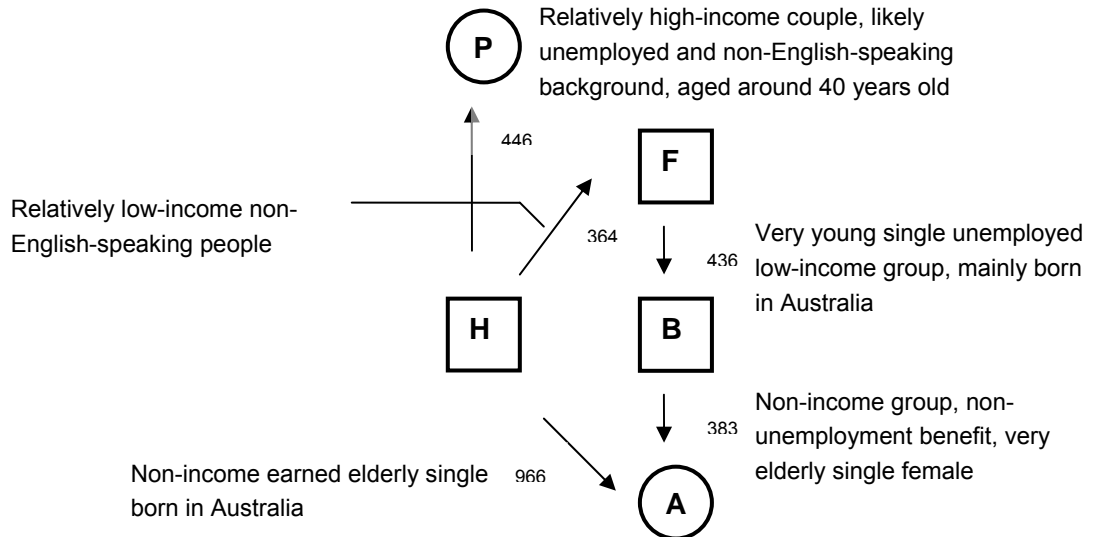 P
Relatively high-income couple, likely
unemployed and non-English-speaking
background, aged around 40 years old
446
F
Relatively low-income non-
English-speaking people
364
436
Very young single unemployed
low-income group, mainly born
in Australia
H
B
383
Non-income group, non-
unemployment benefit, very
elderly single female
Non-income earned elderly single
born in Australia
966
A